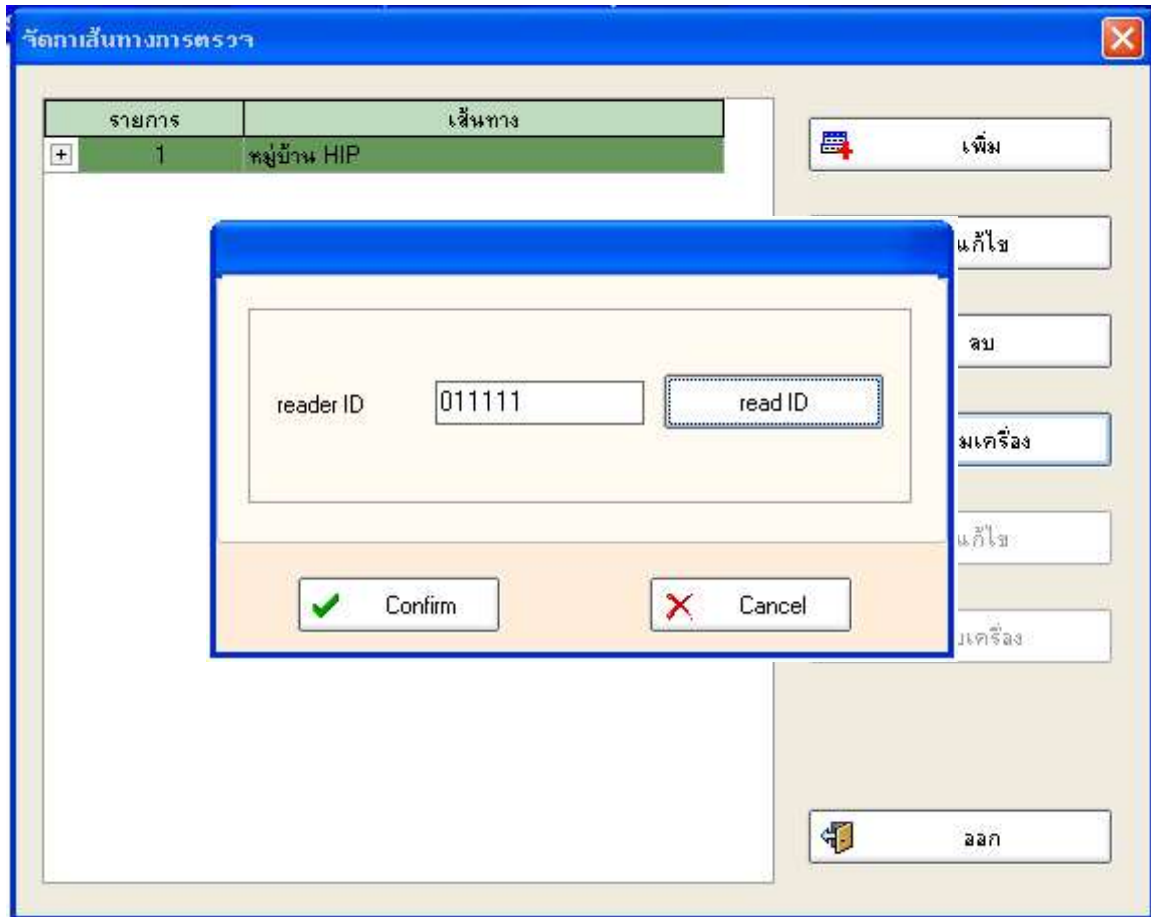 จัดทำเส้นทางการตรวจ
รายการ เส้นทาง
1 หมู่บ้าน HIP
เพิ่ม
แก้ไข
ลบ
reader ID 011111 read ID
มเครื่อง
แก้ไข
Confirm Cancel
บเครื่อง
ออก